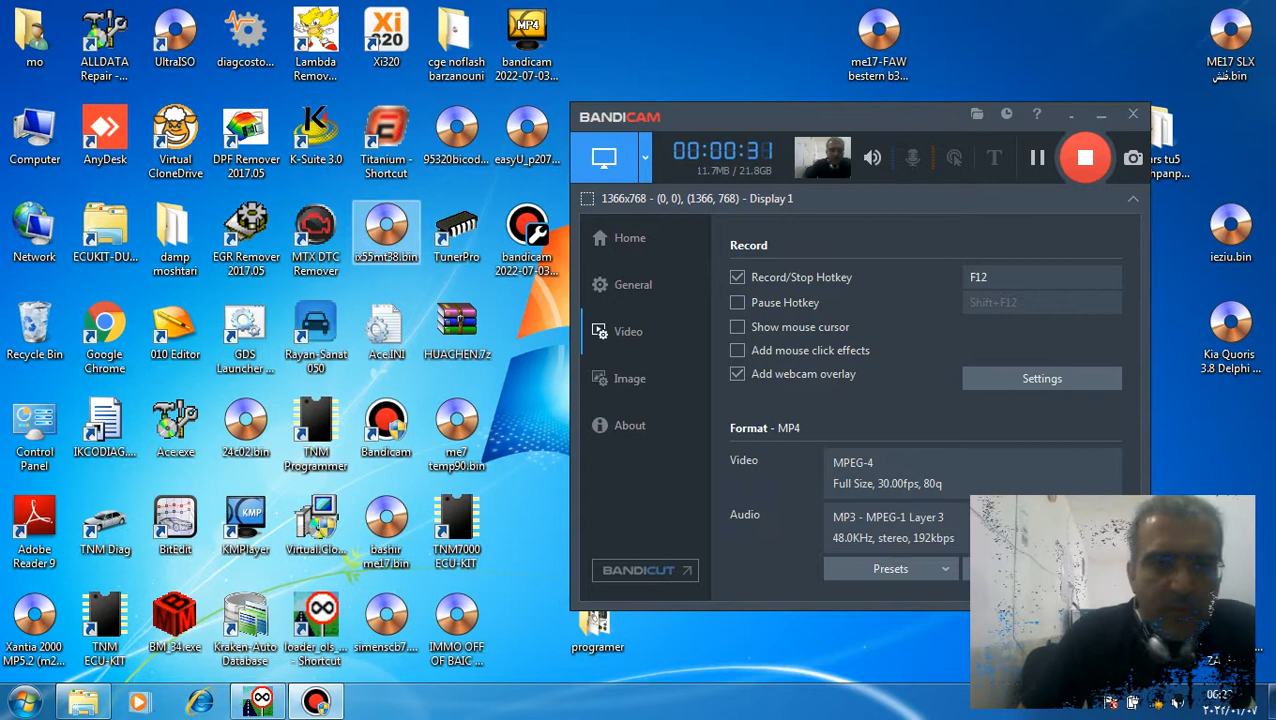 mo
ALLDATA
Repair -...
UltraISO
diagcosto...
Lambda
Remov...
Xi
320
Xi320
cge noflash
barzanouni
MP4
bandicam
2022-07-03...
me17-FAW
bestern b3...
ME17 SLX
فلش.bin
Computer
AnyDesk
Virtual
CloneDrive
DPF Remover
2017.05
K-Suite 3.0
Titanium -
Shortcut
95320bicod...
easyU_p207...
Network
ECUKIT-DU...
damp
moshtari
EGR Remover
2017.05
MTX DTC
Remover
ix55mt38.bin
TunerPro
bandicam
2022-07-03...
ieziu.bin
Recycle Bin
Google
Chrome
010 Editor
GDS
Launcher ...
Rayan-Sanat
050
Ace.INI
HUACHEN.7z
Kia Quoris
3.8 Delphi ...
Control
Panel
IKCODIAG....
Ace.exe
24c02.bin
TNM
Programmer
Bandicam
me7
temp90.bin
Adobe
Reader 9
TNM Diag
BitEdit
KMP
KMPlayer
Virtual.Clo...
bashir
me17.bin
TNM7000
ECU-KIT
Xantia 2000
MP5.2 (m2...
TNM
ECU-KIT
BM
BM_34.exe
Kraken-Auto
Database
loader_ols_...
- Shortcut
simenscb7...
IMMO OFF
OF BAIC ...
programer
BANDICAM
00:00:31
11.7MB / 21.8GB
1366x768 - (0, 0), (1366, 768) - Display 1
Home
General
Video
Image
About
BANDICUT
Record
Record/Stop Hotkey
F12
Pause Hotkey
Shift+F12
Show mouse cursor
Add mouse click effects
Add webcam overlay
Settings
Format - MP4
Video
MPEG-4
Full Size, 30.00fps, 80q
Audio
MP3 - MPEG-1 Layer 3
48.0KHz, stereo, 192kbps
Presets